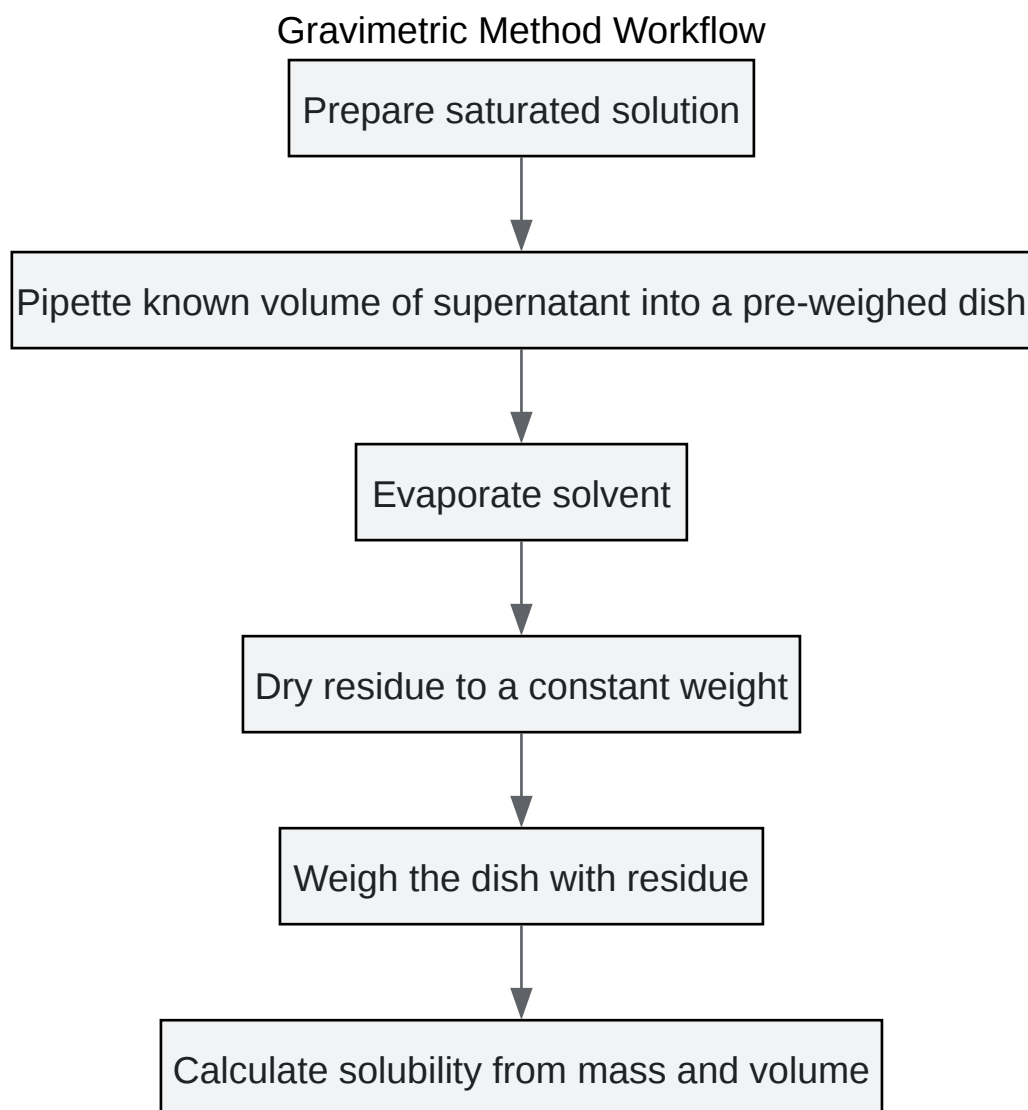 Gravimetric Method Workflow
Prepare saturated solution
Pipette known volume of supernatant into a pre-weighed dish
Evaporate solvent
Dry residue to a constant weight
Weigh the dish with residue
Calculate solubility from mass and volume